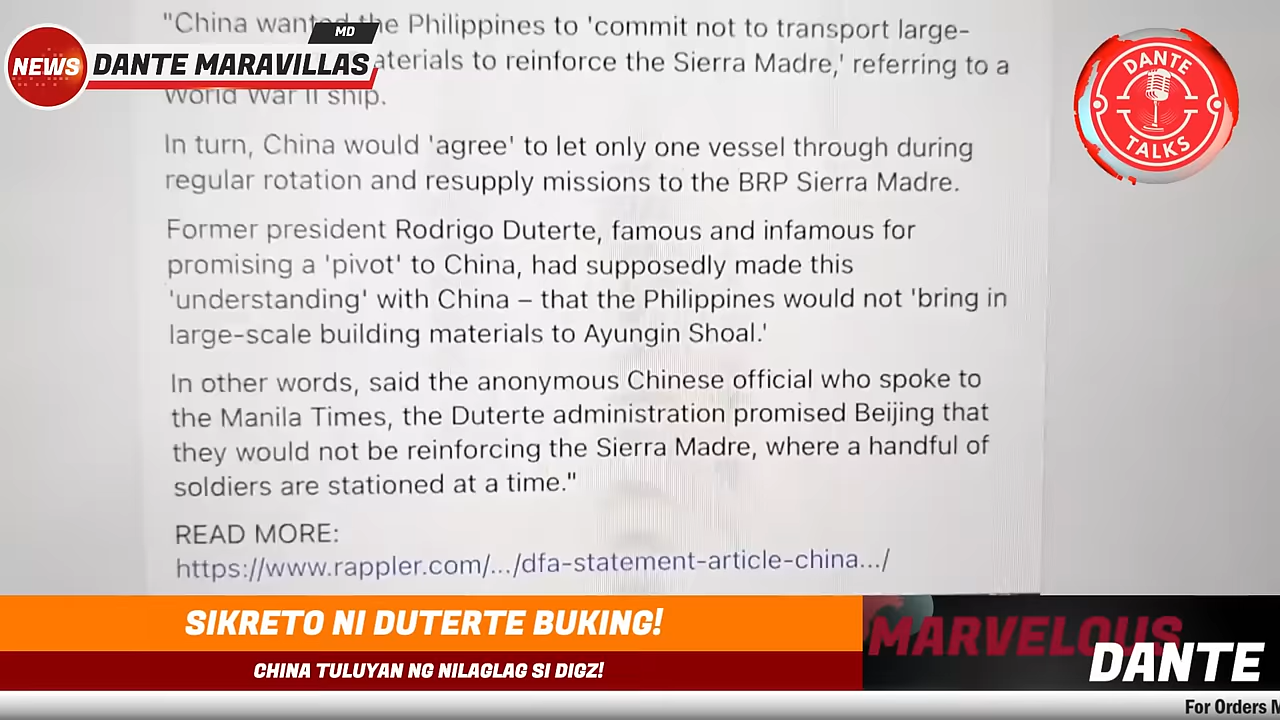 "China wanted the Philippines to 'commit not to transport large-
MD
NEWS
DANTE MARAVILLAS
aterials to reinforce the Sierra Madre,' referring to a
World War II ship.
DANTE
TALKS
In turn, China would 'agree' to let only one vessel through during
regular rotation and resupply missions to the BRP Sierra Madre.
Former president Rodrigo Duterte, famous and infamous for
promising a 'pivot' to China, had supposedly made this
'understanding' with China – that the Philippines would not 'bring in
large-scale building materials to Ayungin Shoal.'
In other words, said the anonymous Chinese official who spoke to
the Manila Times, the Duterte administration promised Beijing that
they would not be reinforcing the Sierra Madre, where a handful of
soldiers are stationed at a time."
READ MORE:
https://www.rappler.com/.../dfa-statement-article-china.../
SIKRETO NI DUTERTE BUKING!
CHINA TULUYAN NG NILAGLAG SI DIGZ!
MARVELOUS
DANTE
For Orders M